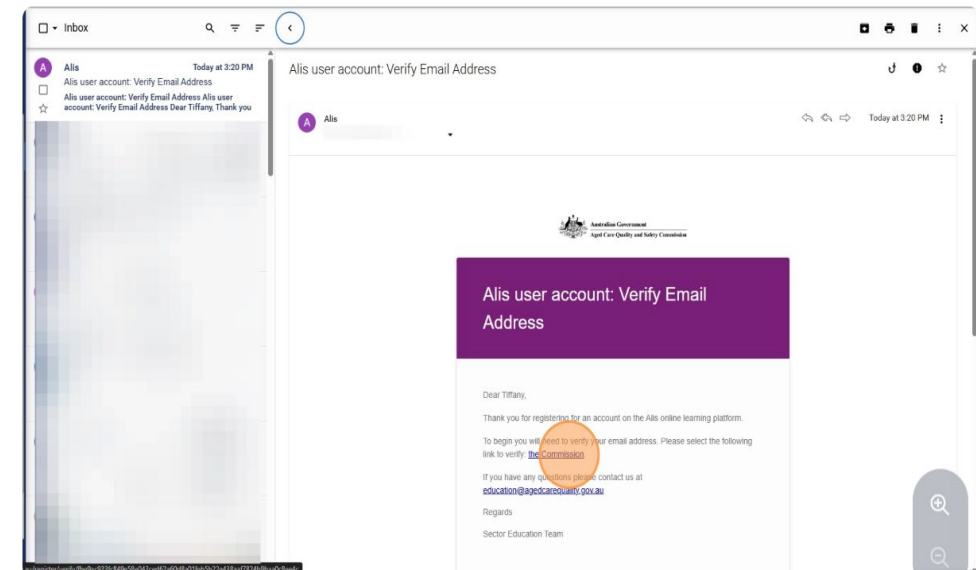 Inbox
A
Alis
Today at 3:20 PM
Alis user account: Verify Email Address
Alis user account: Verify Email Address Alis user
account: Verify Email Address Dear Tiffany, Thank you
Alis user account: Verify Email Address
A
Alis
Today at 3:20 PM
Australian Government
Aged Care Quality and Safety Commission
Alis user account: Verify Email
Address
Dear Tiffany,
Thank you for registering for an account on the Alis online learning platform.
To begin you will need to verify your email address. Please select the following
link to verify: the Commission.
If you have any questions please contact us at
education@agedcarequality.gov.au
Regards
Sector Education Team